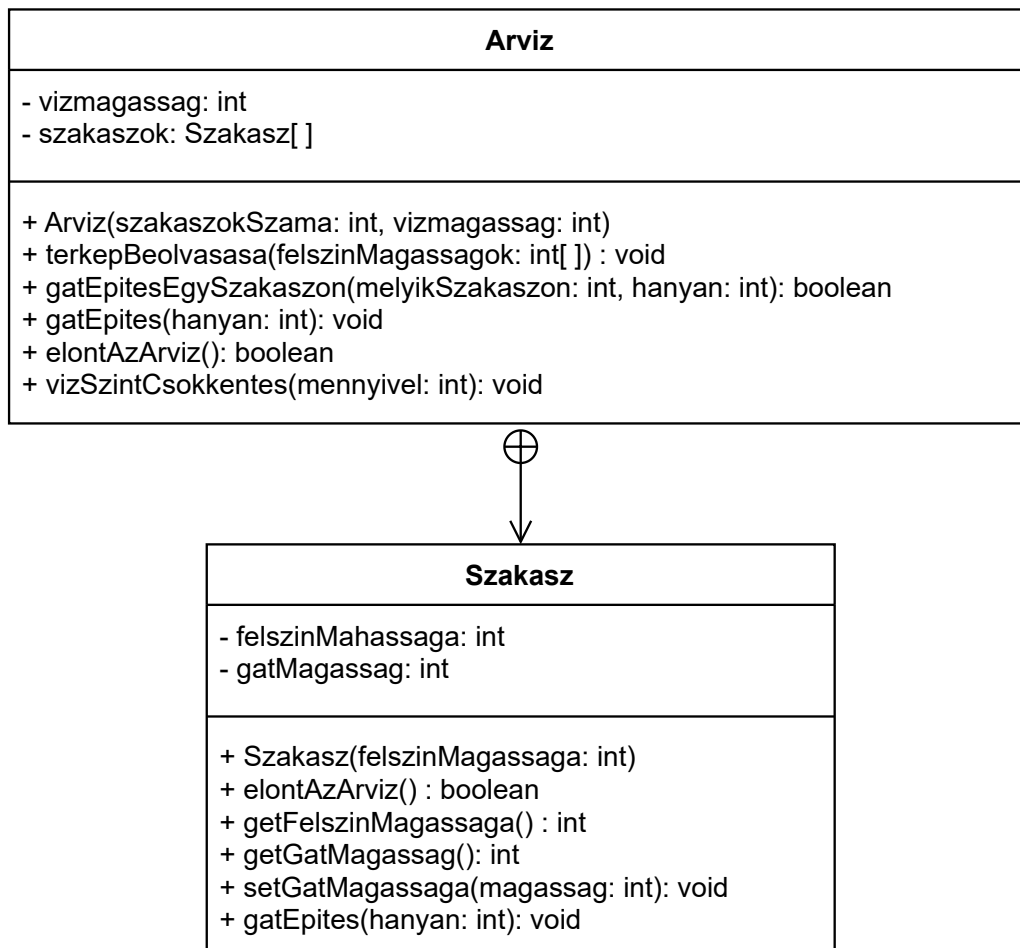 Arviz
- vizmagassag: int
- szakaszok: Szakasz[ ]
+ Arviz(szakaszokSzama: int, vizmagassag: int)
+ terkepBeolvasasa(felszinMagassagok: int[ ]) : void
+ gatEpitesEgySzakaszon(melyikSzakaszon: int, hanyan: int): boolean
+ gatEpites(hanyan: int): void
+ elontAzArviz(): boolean
+ vizSzintCsokkentes(mennyivel: int): void
Szakasz
- felszinMahassaga: int
- gatMagassag: int
+ Szakasz(felszinMagassaga: int)
+ elontAzArviz() : boolean
+ getFelszinMagassaga() : int
+ getGatMagassag(): int
+ setGatMagassaga(magassag: int): void
+ gatEpites(hanyan: int): void